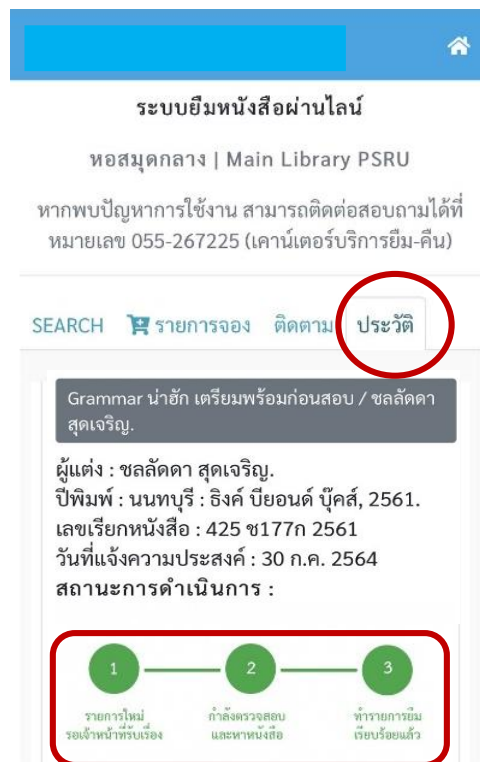 ระบบยืมหนังสือผ่านไลน์
หอสมุดกลาง | Main Library PSRU
หากพบปัญหาการใช้งาน สามารถติดต่อสอบถามได้ที่
หมายเลข 055-267225 (เคาน์เตอร์บริการยืม-คืน)
SEARCH รายการจอง ติดตาม ประวัติ
Grammar น่าฮัก เตรียมพร้อมก่อนสอบ / ชลลัดดา
สุดเจริญ.
ผู้แต่ง : ชลลัดดา สุดเจริญ.
ปีพิมพ์ : นนทบุรี : ธิงค์ บียอนด์ บุ๊คส์, 2561.
เลขเรียกหนังสือ : 425 ช177ก 2561
วันที่แจ้งความประสงค์ : 30 ก.ค. 2564
สถานะการดำเนินการ :
1 2 3
รายการใหม่ กำลังตรวจสอบ ทำรายการยืม
รอเจ้าหน้าที่รับเรื่อง และหาหนังสือ เรียบร้อยแล้ว